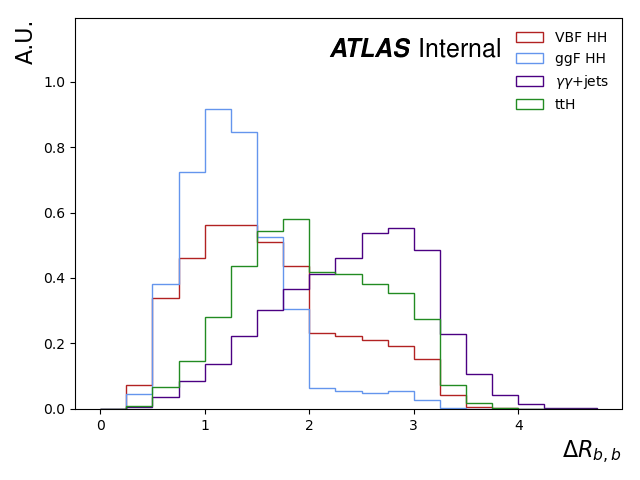 A.U.
ATLAS Internal
VBF HH
ggF HH
γγ+jets
ttH
1.0
0.8
0.6
0.4
0.2
0.0
0 1 2 3 4
ΔR_{b,b}